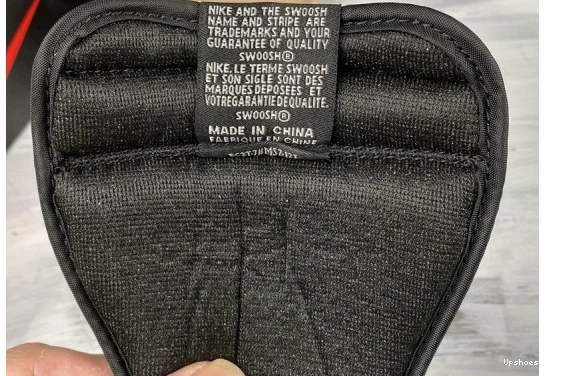 NIKE AND THE SWOOSH
NAME AND STRIPE ARE
TRADEMARKS AND YOUR
GUARANTEE OF QUALITY
SWOOSH®
NIKE, LE TERME SWOOSH
ET SON SIGLE SONT DES
MARQUES DEPOSEES ET
VOTREGARANTIEDEQUALITE.
SWOOSH®
MADE IN CHINA
FABRIQUE EN CHINE
Upshoes